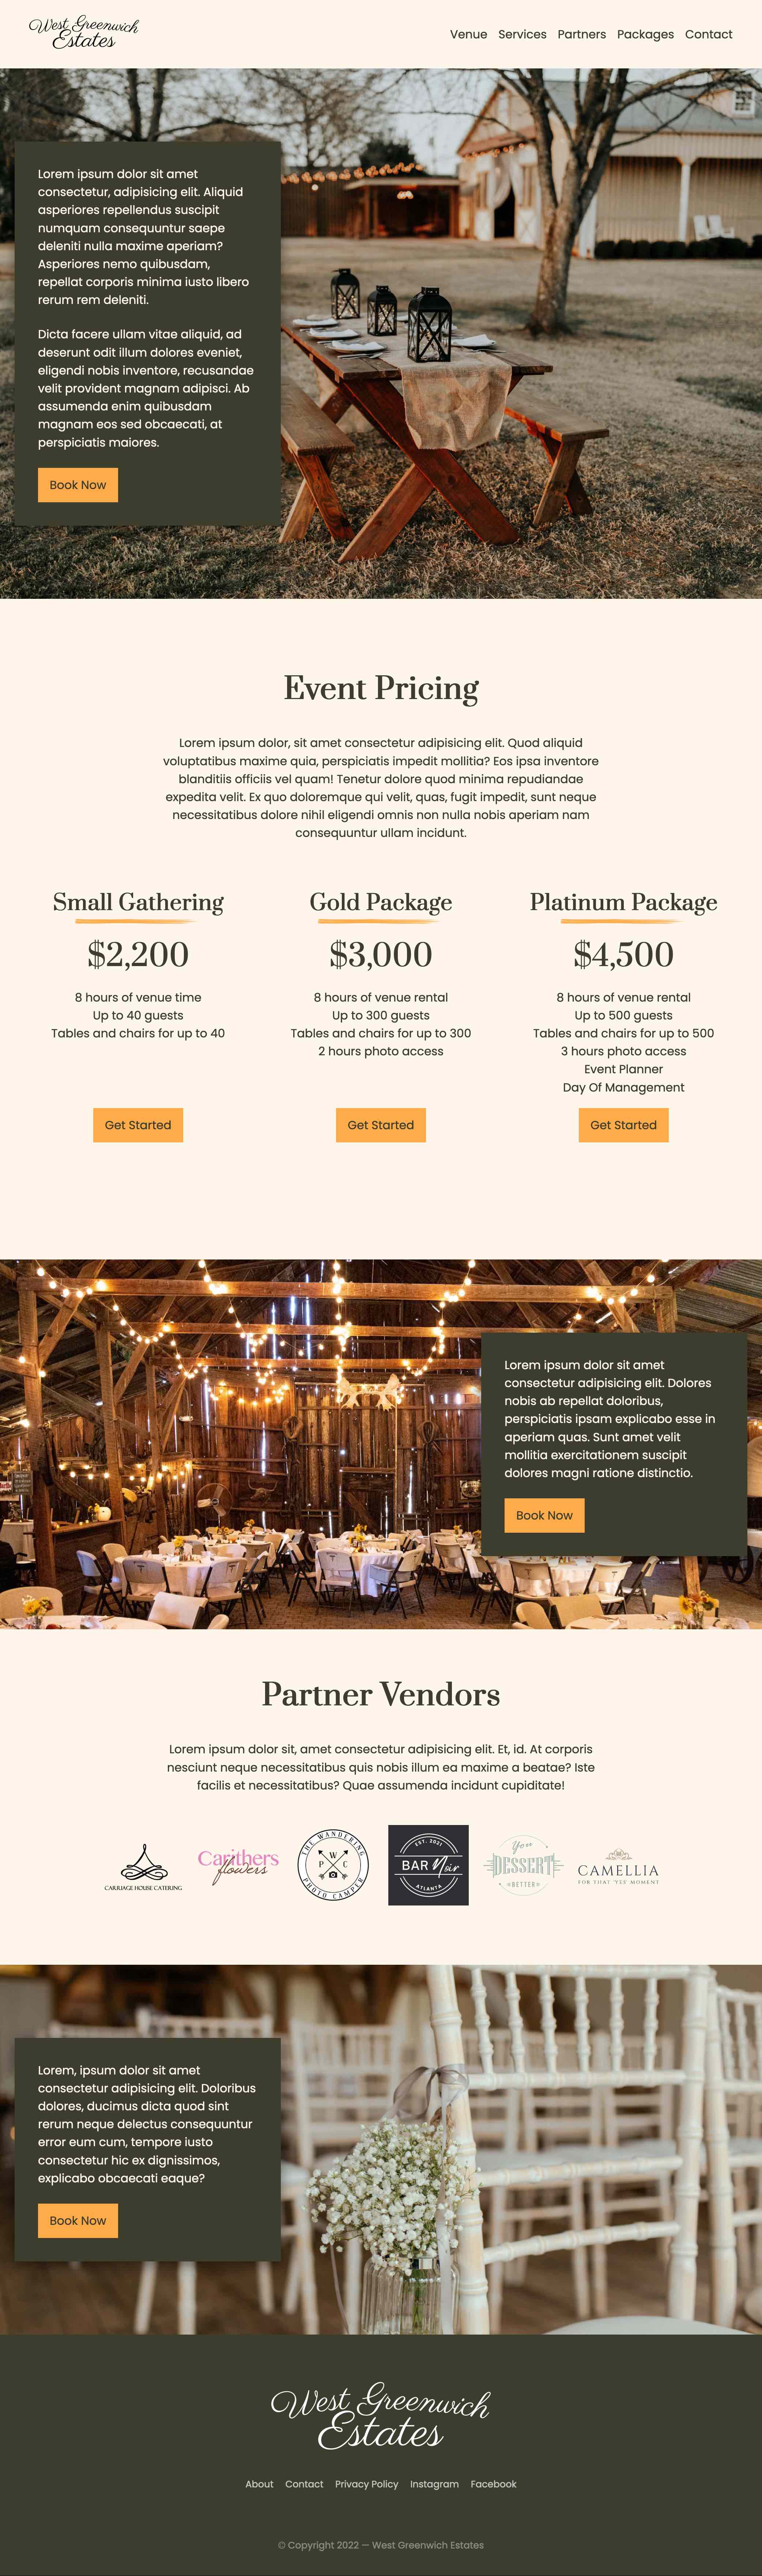 West Greenwich
Estates
Venue Services Partners Packages Contact
Lorem ipsum dolor sit amet
consectetur, adipisicing elit. Aliquid
asperiores repellendus suscipit
numquam consequuntur saepe
deleniti nulla maxime aperiam?
Asperiores nemo quibusdam,
repellat corporis minima iusto libero
rerum rem deleniti.
Dicta facere ullam vitae aliquid, ad
deserunt odit illum dolores eveniet,
eligendi nobis inventore, recusandae
velit provident magnam adipisci. Ab
assumenda enim quibusdam
magnam eos sed obcaecati, at
perspiciatis maiores.
Book Now
Event Pricing
Lorem ipsum dolor, sit amet consectetur adipisicing elit. Quod aliquid
voluptatibus maxime quia, perspiciatis impedit mollitia? Eos ipsa inventore
blanditiis officiis vel quam! Tenetur dolore quod minima repudiandae
expedita velit. Ex quo doloremque qui velit, quas, fugit impedit, sunt neque
necessitatibus dolore nihil eligendi omnis non nulla nobis aperiam nam
consequuntur ullam incidunt.
Small Gathering
$2,200
8 hours of venue time
Up to 40 guests
Tables and chairs for up to 40
Get Started
Gold Package
$3,000
8 hours of venue rental
Up to 300 guests
Tables and chairs for up to 300
2 hours photo access
Get Started
Platinum Package
$4,500
8 hours of venue rental
Up to 500 guests
Tables and chairs for up to 500
3 hours photo access
Event Planner
Day Of Management
Get Started
Lorem ipsum dolor sit amet
consectetur adipisicing elit. Dolores
nobis ab repellat doloribus,
perspiciatis ipsam explicabo esse in
aperiam quas. Sunt amet velit
mollitia exercitationem suscipit
dolores magni ratione distinctio.
Book Now
Partner Vendors
Lorem ipsum dolor sit, amet consectetur adipisicing elit. Et, id. At corporis
nesciunt neque necessitatibus quis nobis illum ea maxime a beatae? Iste
facilis et necessitatibus? Quae assumenda incidunt cupiditate!
CARRIAGE HOUSE CATERING
Carithers
flowers
THE WANDERING
P W C
PHOTO CAMPER
EST. 2021
BAR Noir
ATLANTA
You
DESSERT
BETTER
CAMELLIA
FOR THAT 'YES' MOMENT
Lorem, ipsum dolor sit amet
consectetur adipisicing elit. Doloribus
dolores, ducimus dicta quod sint
rerum neque delectus consequuntur
error eum cum, tempore iusto
consectetur hic ex dignissimos,
explicabo obcaecati eaque?
Book Now
West Greenwich
Estates
About Contact Privacy Policy Instagram Facebook
© Copyright 2022 — West Greenwich Estates